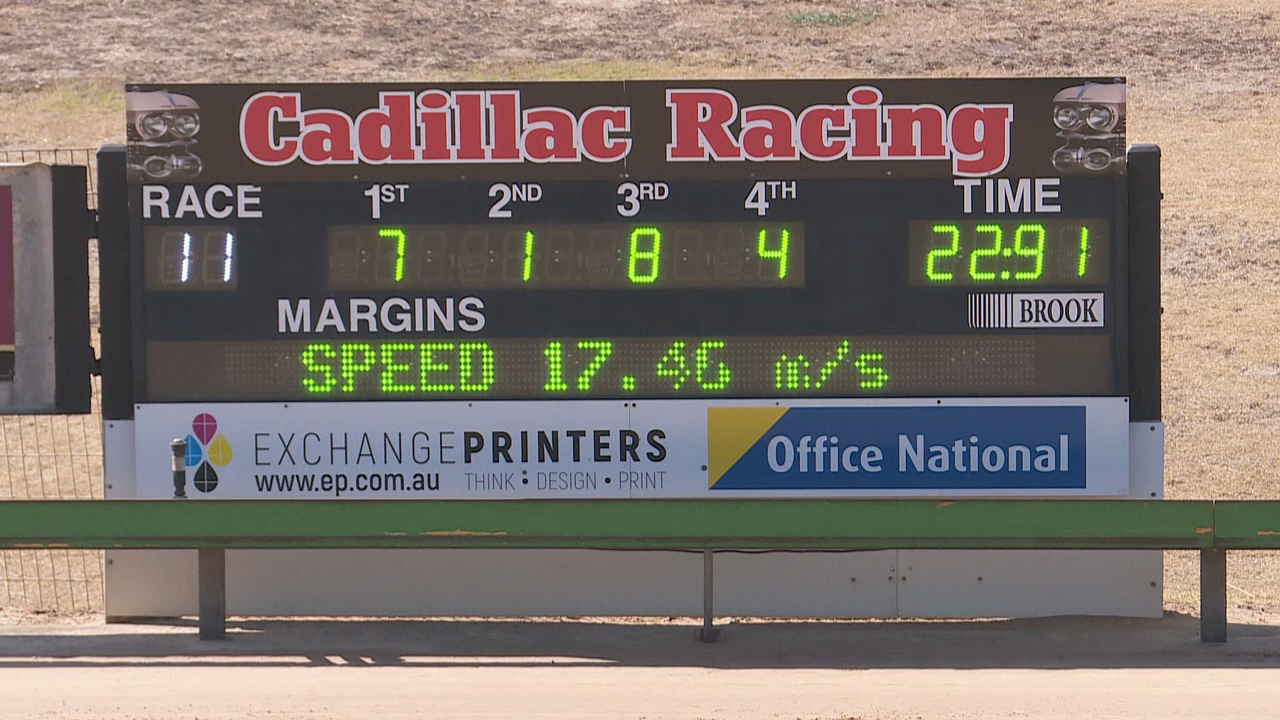 Cadillac Racing
RACE 1ST 2ND 3RD 4TH TIME
11 7 1 8 4 22:91
MARGINS BROOK
SPEED 17.46 m/s
EXCHANGEPRINTERS Office National
www.ep.com.au THINK : DESIGN • PRINT